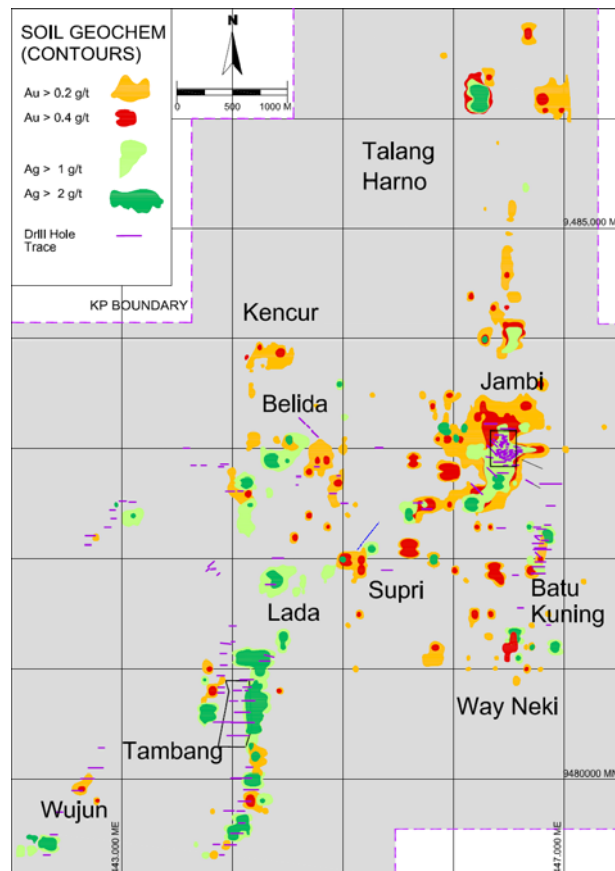 SOIL GEOCHEM
(CONTOURS)
Au > 0.2 g/t
Au > 0.4 g/t
Ag > 1 g/t
Ag > 2 g/t
Drill Hole
Trace
N
0 500 1000 M
KP BOUNDARY
Talang
Harno
9,485.000 MN
Kencur
Jambi
Belida
Supri
Batu
Kuning
Lada
Way Neki
Tambang
9480000 MN
Wujun
443.000 ME
447.000 ME